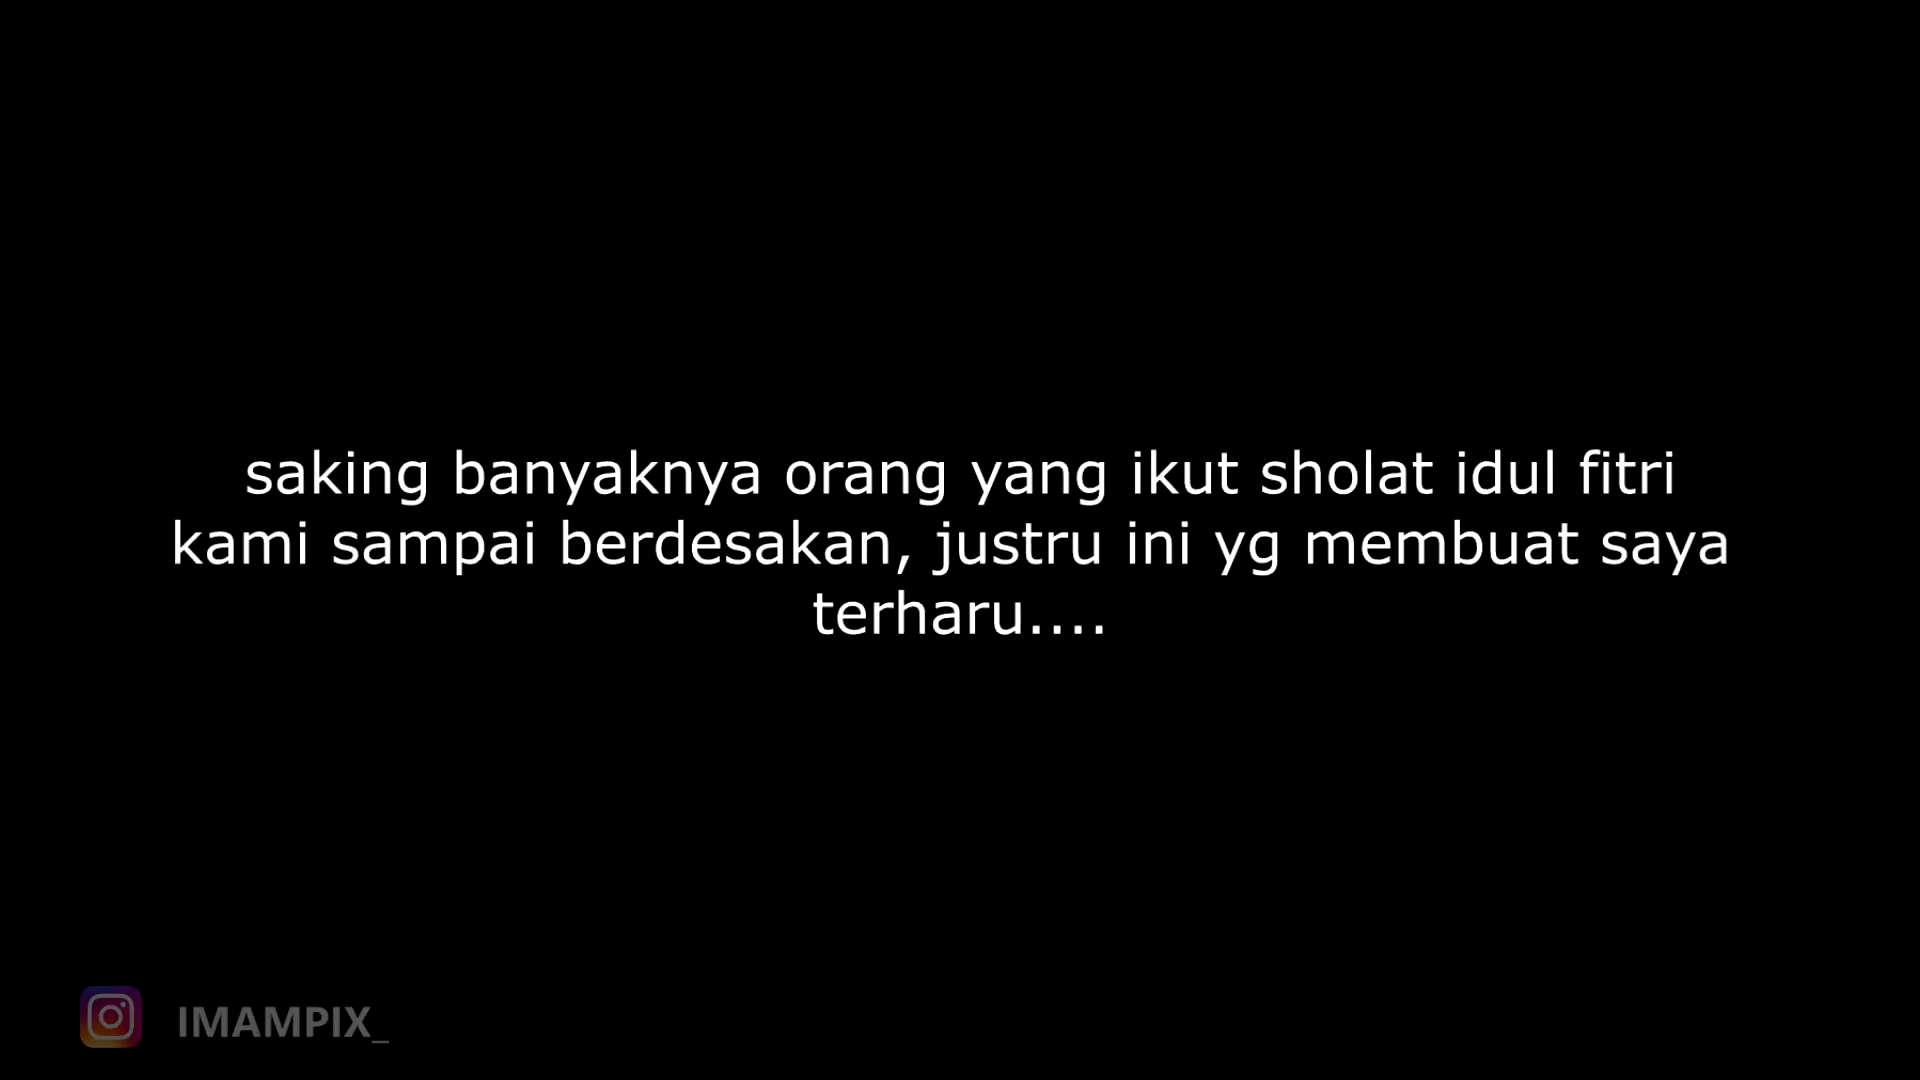 saking banyaknya orang yang ikut sholat idul fitri
kami sampai berdesakan, justru ini yg membuat saya
terharu....
IMAMPIX_